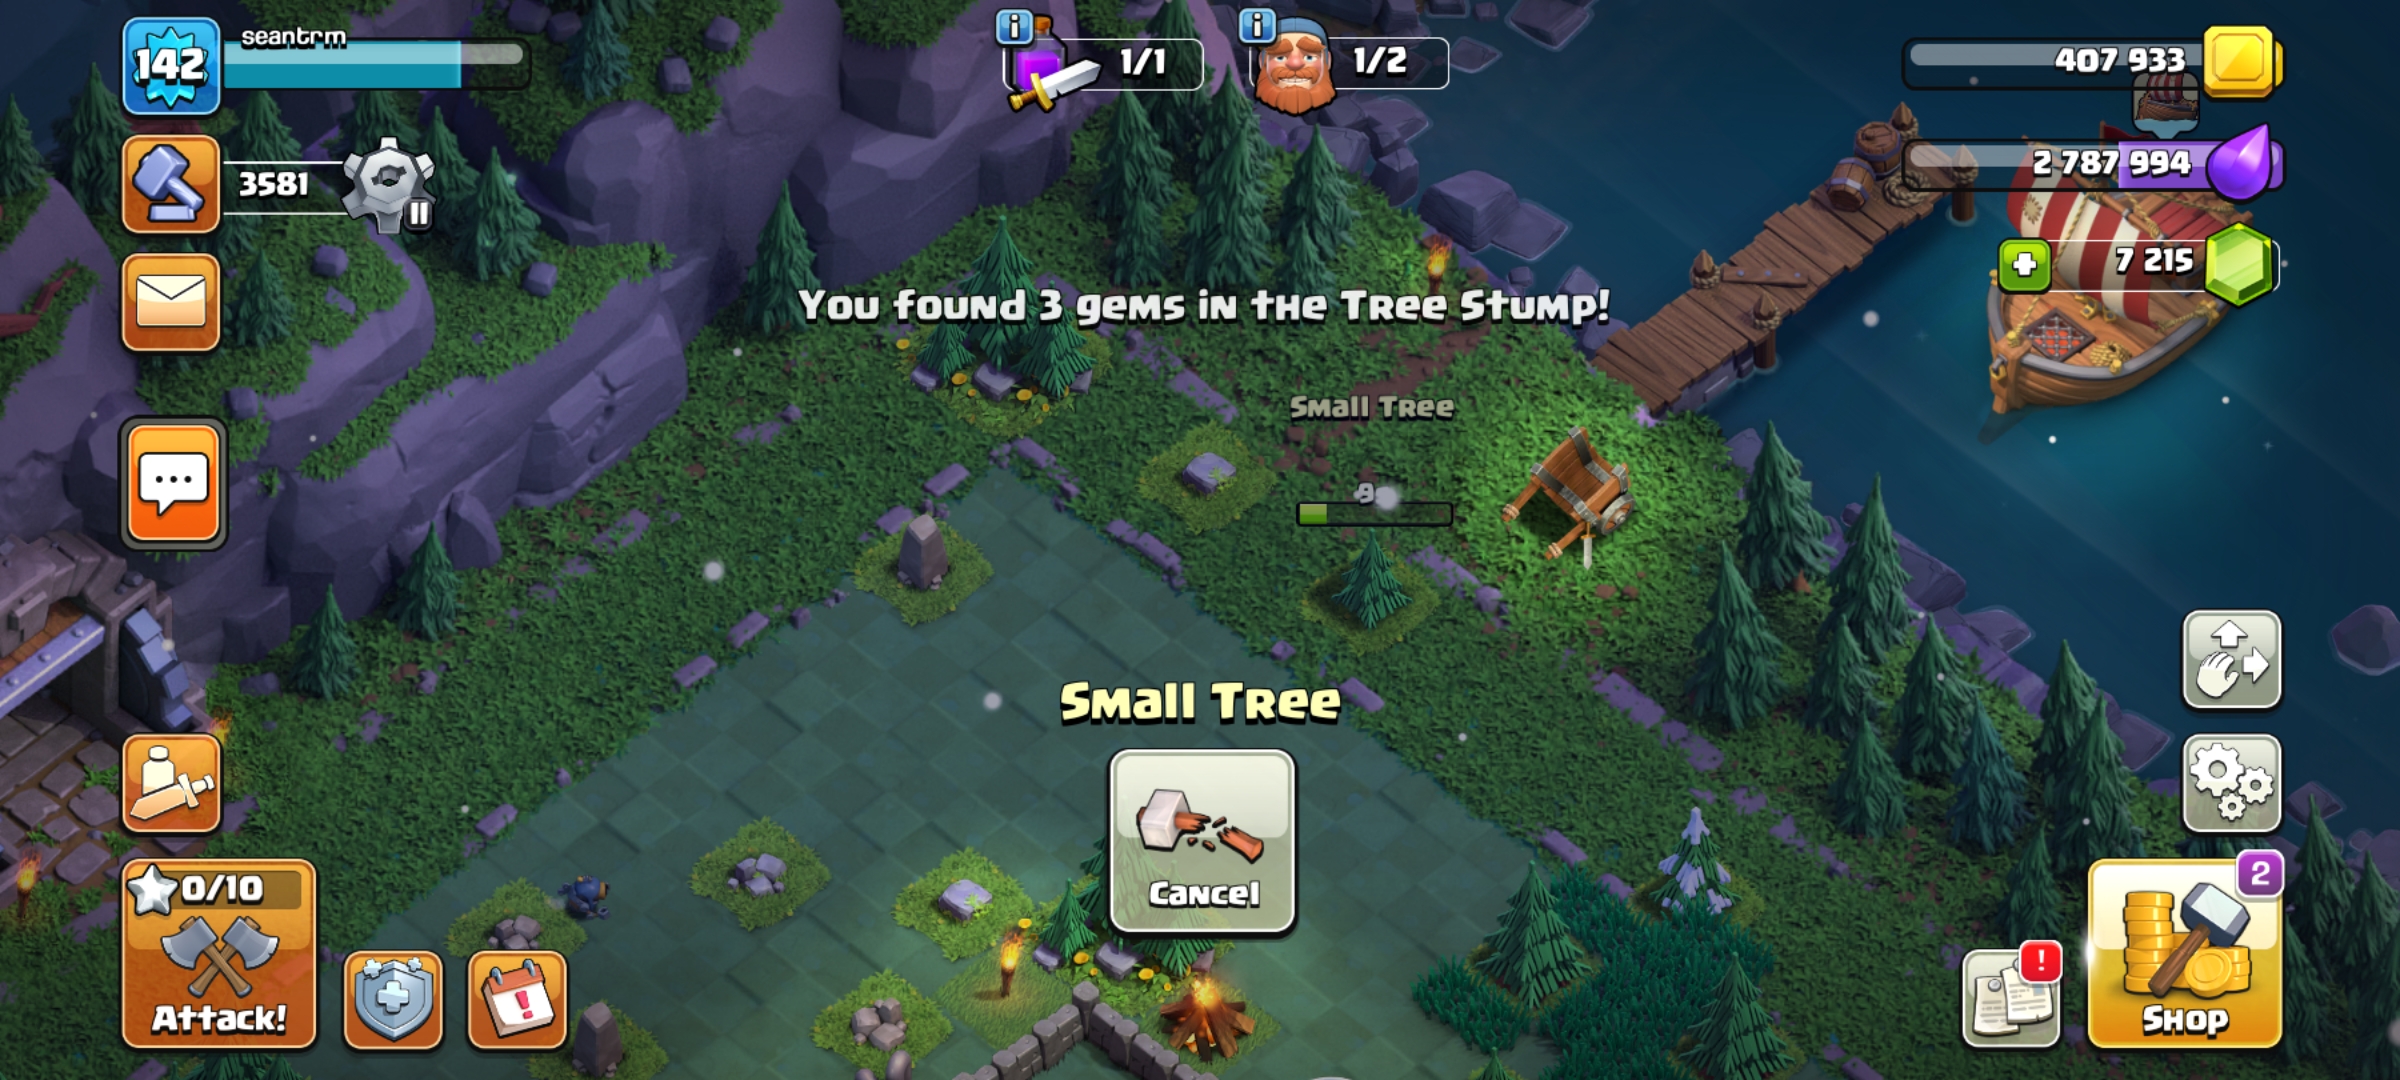 142
seantrm
1/1
1/2
407 933
3581
2 787 994
7 215
You found 3 gems in the Tree Stump!
Small Tree
Small Tree
Cancel
0/10
Attack!
2
Shop